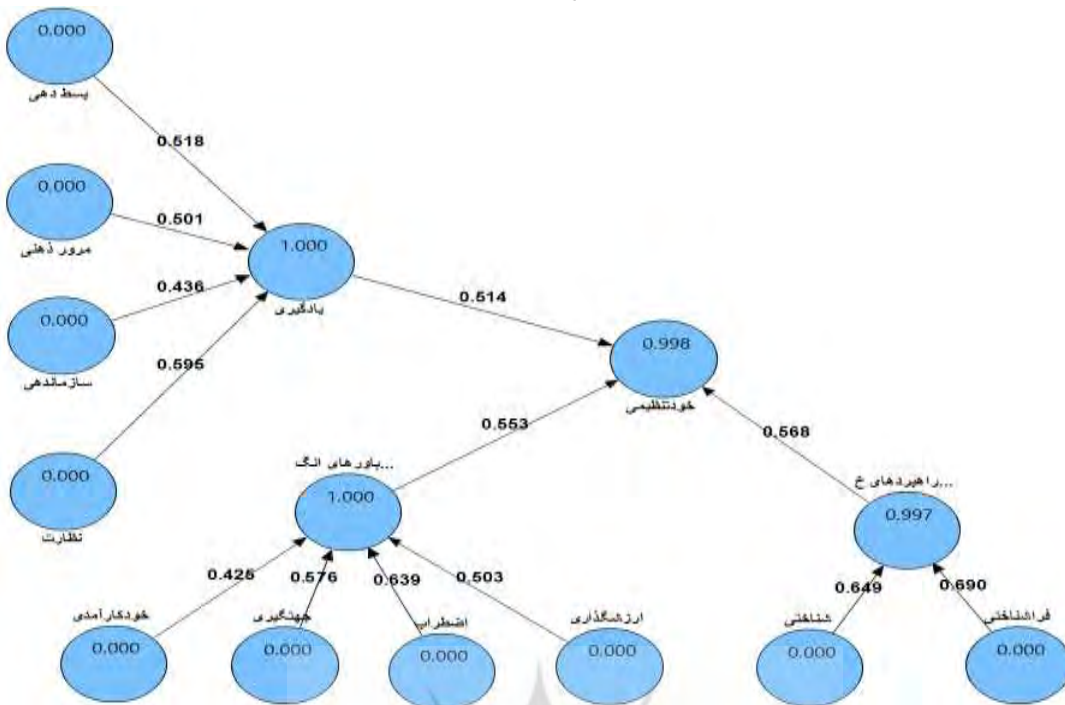 0.000
بسط دهی
0.518
0.000
مرور ذهنی
0.501
1.000
یادگیری
0.436
0.514
0.000
سازماندهی
0.998
خودتنظیمی
0.595
0.553
0.568
0.000
نظارت
باورهای انگ...
1.000
راهبردهای خ...
0.997
0.425
0.576
0.639
0.503
0.649
0.690
خودکارآمدی
0.000
جهتگیری
0.000
اضطراب
0.000
ارزشگذاری
0.000
شناختی
0.000
فراشناختی
0.000